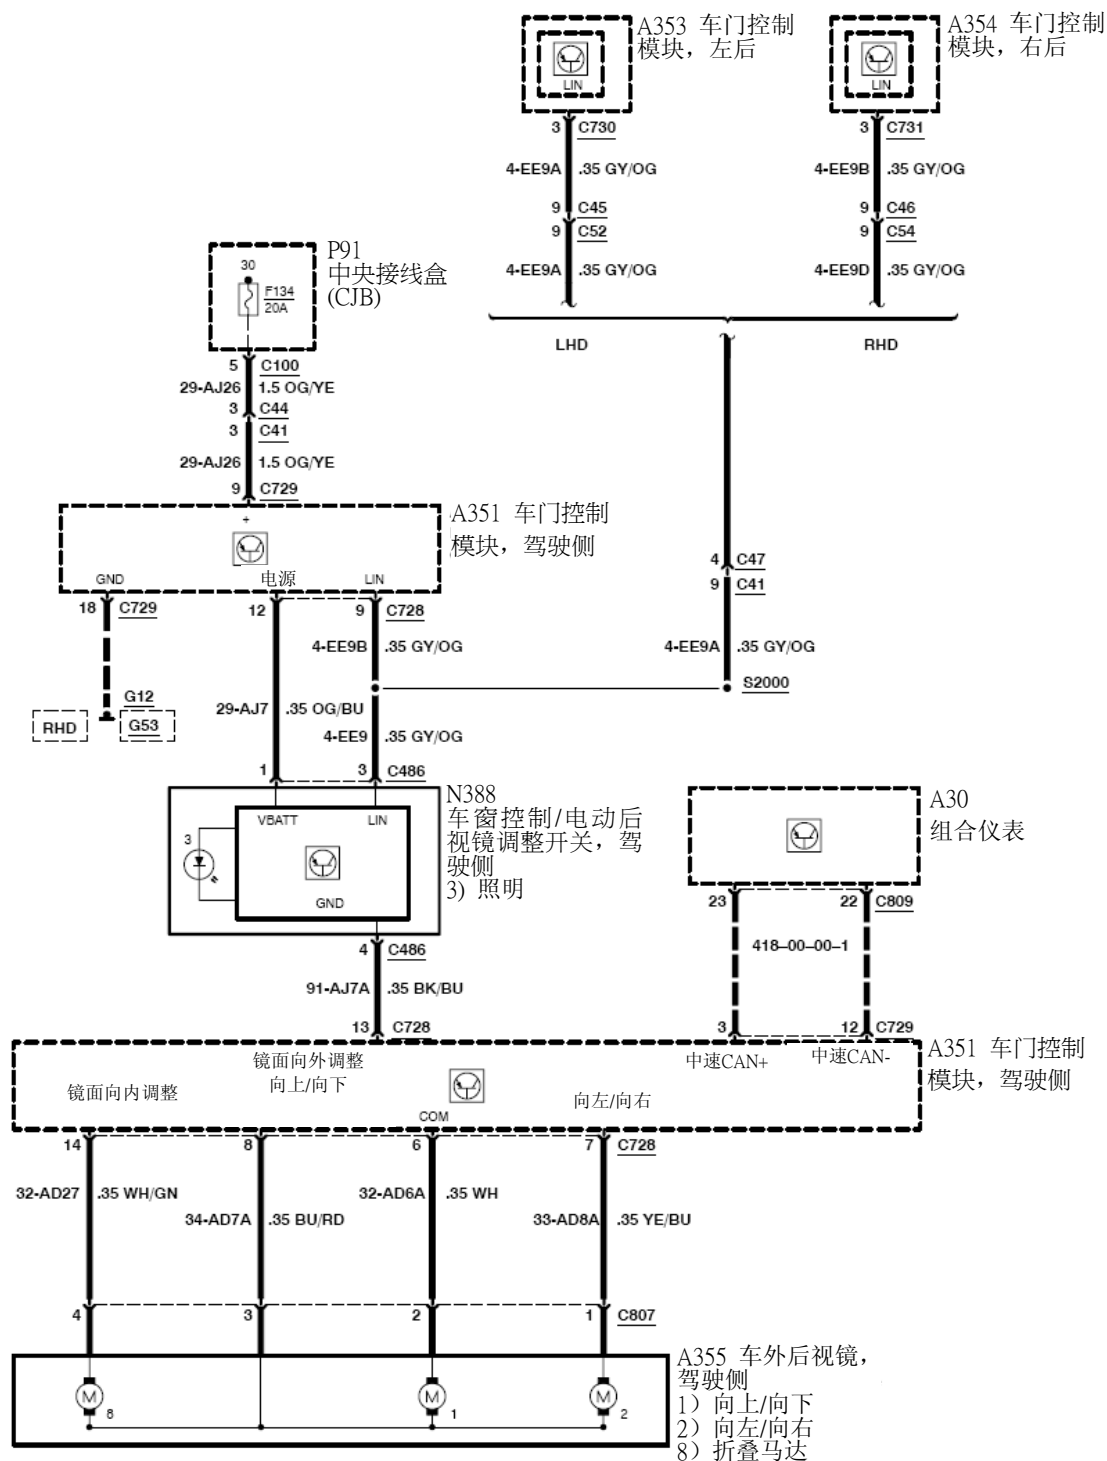 A353 车门控制
模块，左后
LIN
A354 车门控制
模块，右后
LIN
3 C730
3 C731
4-EE9A .35 GY/OG
4-EE9B .35 GY/OG
9 C45
9 C46
9 C52
9 C54
4-EE9A .35 GY/OG
4-EE9D .35 GY/OG
LHD
RHD
P91
中央接线盒
(CJB)
30
F134
20A
5 C100
29-AJ26 1.5 OG/YE
3 C44
3 C41
29-AJ26 1.5 OG/YE
9 C729
+
A351 车门控制
模块，驾驶侧
GND
电源
LIN
18 C729
12
9 C728
4 C47
9 C41
4-EE9B .35 GY/OG
4-EE9A .35 GY/OG
S2000
G12
RHD
G53
29-AJ7 .35 OG/BU
4-EE9 .35 GY/OG
1
3 C486
N388
车窗控制/电动后
视镜调整开关，驾
驶侧
3) 照明
VBATT
LIN
3
GND
A30
组合仪表
4 C486
23
22 C809
418-00-00-1
91-AJ7A .35 BK/BU
13 C728
3
12 C729
A351 车门控制
模块，驾驶侧
镜面向内调整
镜面向外调整
向上/向下
COM
向左/向右
中速CAN+
中速CAN-
14
8
6
7 C728
32-AD27 .35 WH/GN
34-AD7A .35 BU/RD
32-AD6A .35 WH
33-AD8A .35 YE/BU
4
3
2
1 C807
M
8
M
1
M
2
A355 车外后视镜，
驾驶侧
1）向上/向下
2）向左/向右
8）折叠马达